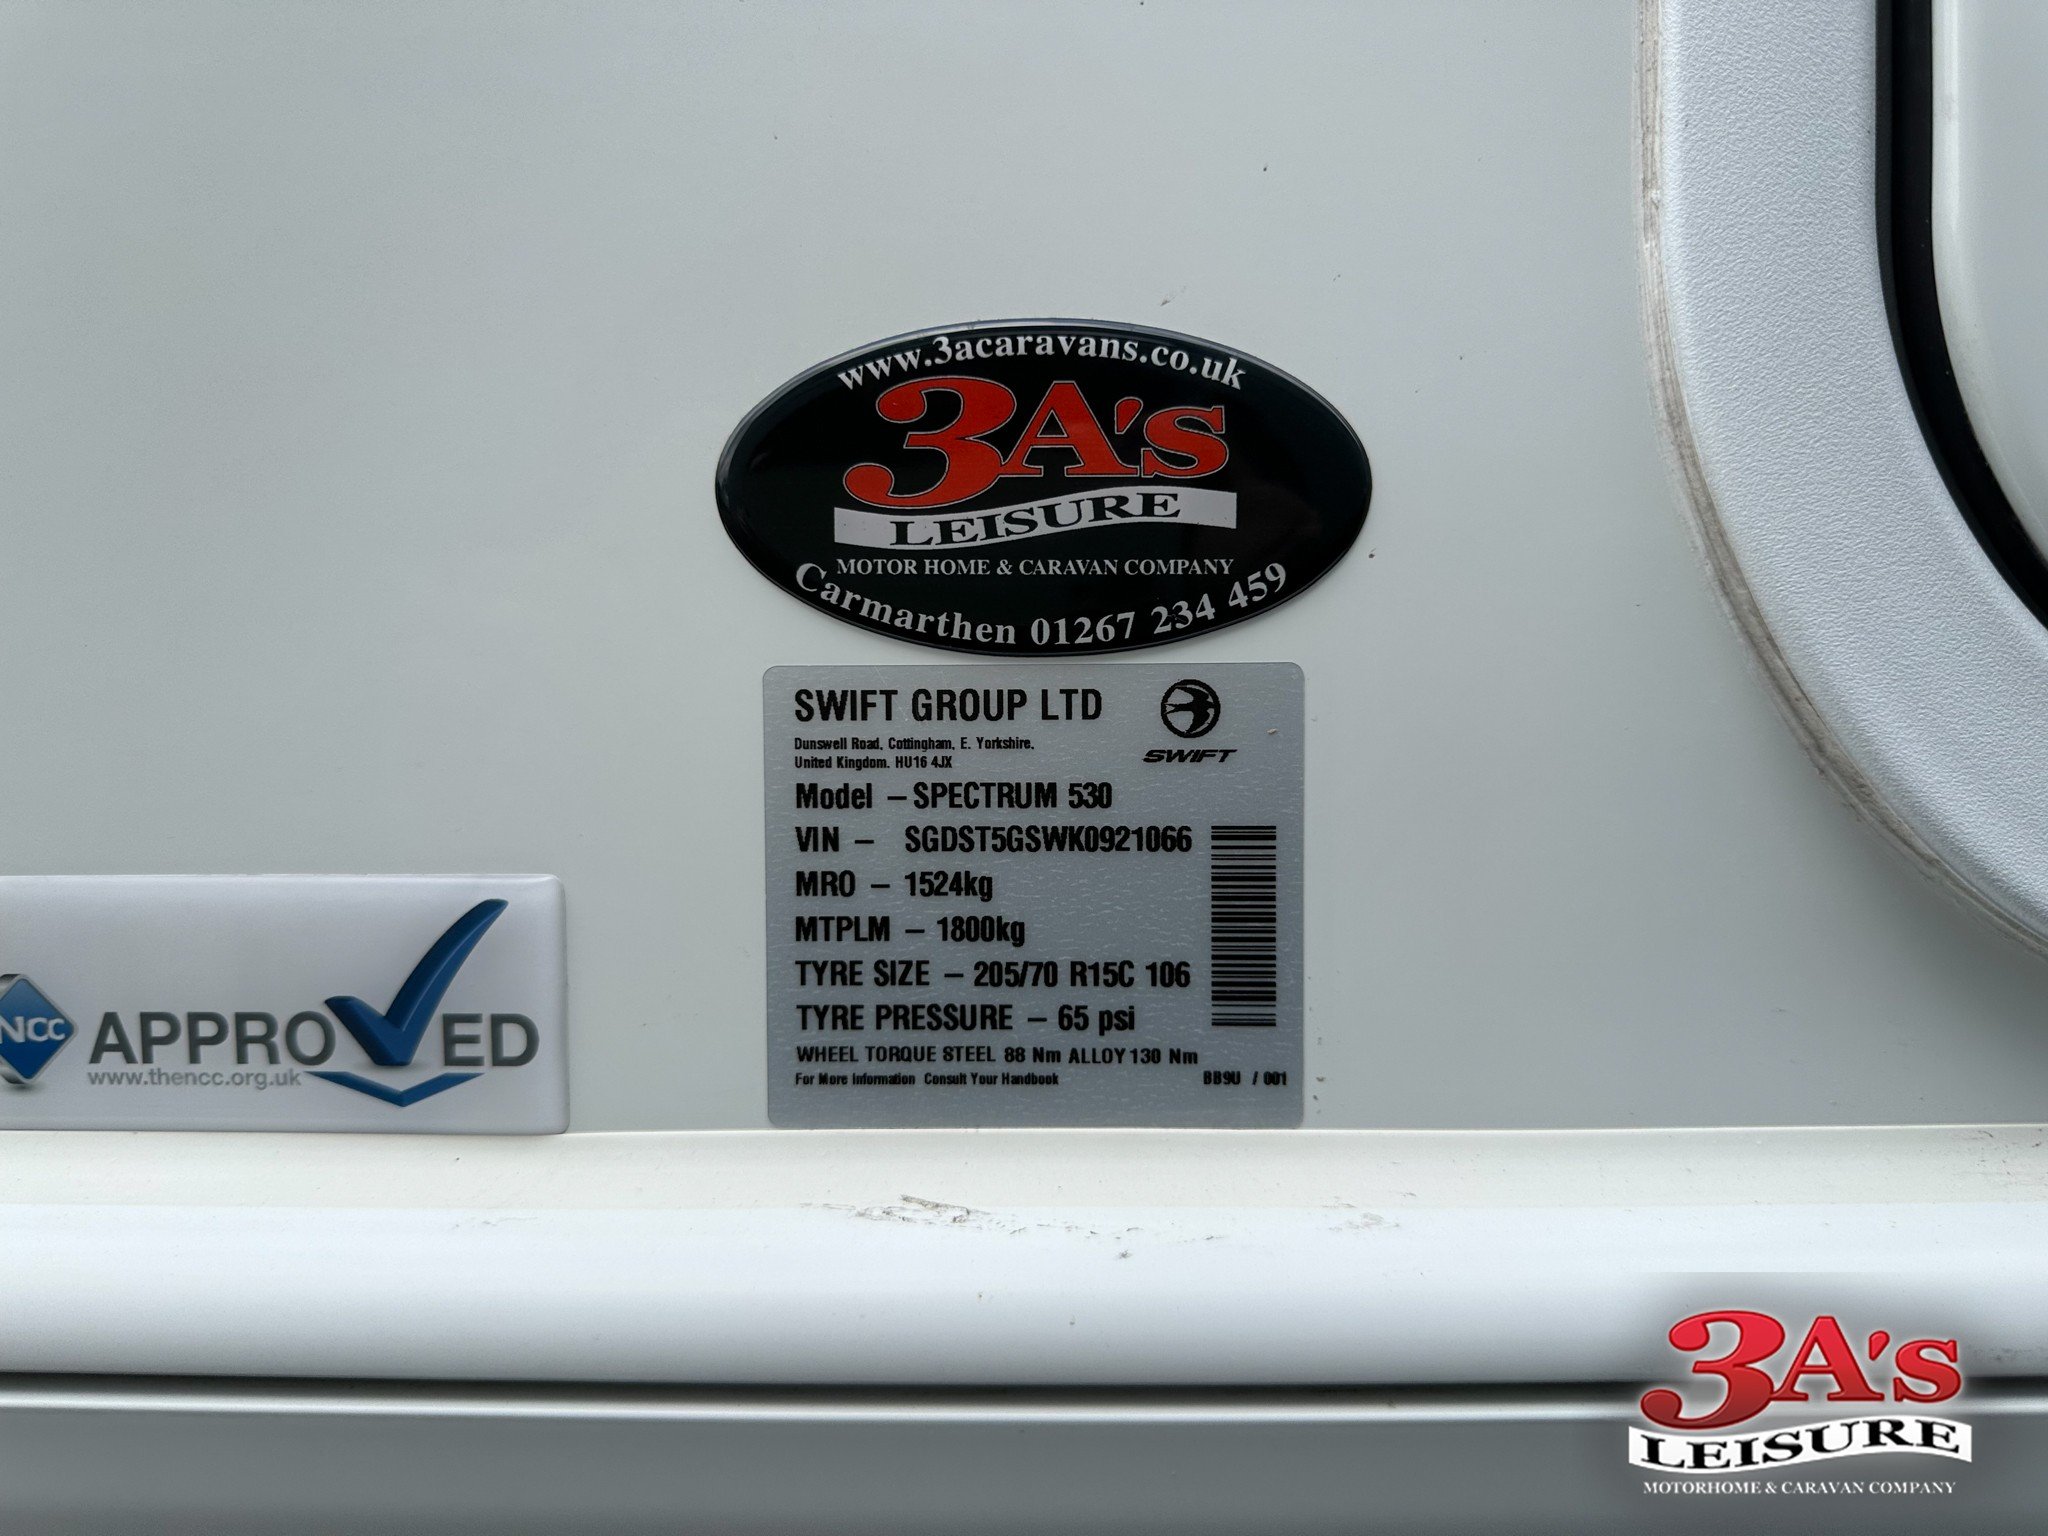 www.3acaravans.co.uk
3A's
LEISURE
MOTOR HOME & CARAVAN COMPANY
Carmarthen 01267 234 459
SWIFT GROUP LTD
SWIFT
Dunswell Road, Cottingham, E. Yorkshire,
United Kingdom. HU16 4JX
Model – SPECTRUM 530
VIN – SGDST5GSWK0921066
MRO – 1524kg
MTPLM – 1800kg
TYRE SIZE – 205/70 R15C 106
TYRE PRESSURE – 65 psi
WHEEL TORQUE STEEL 88 Nm ALLOY 130 Nm
For More Information Consult Your Handbook BB9U / 001
NCC
APPROVED
www.thencc.org.uk
3A's
LEISURE
MOTORHOME & CARAVAN COMPANY